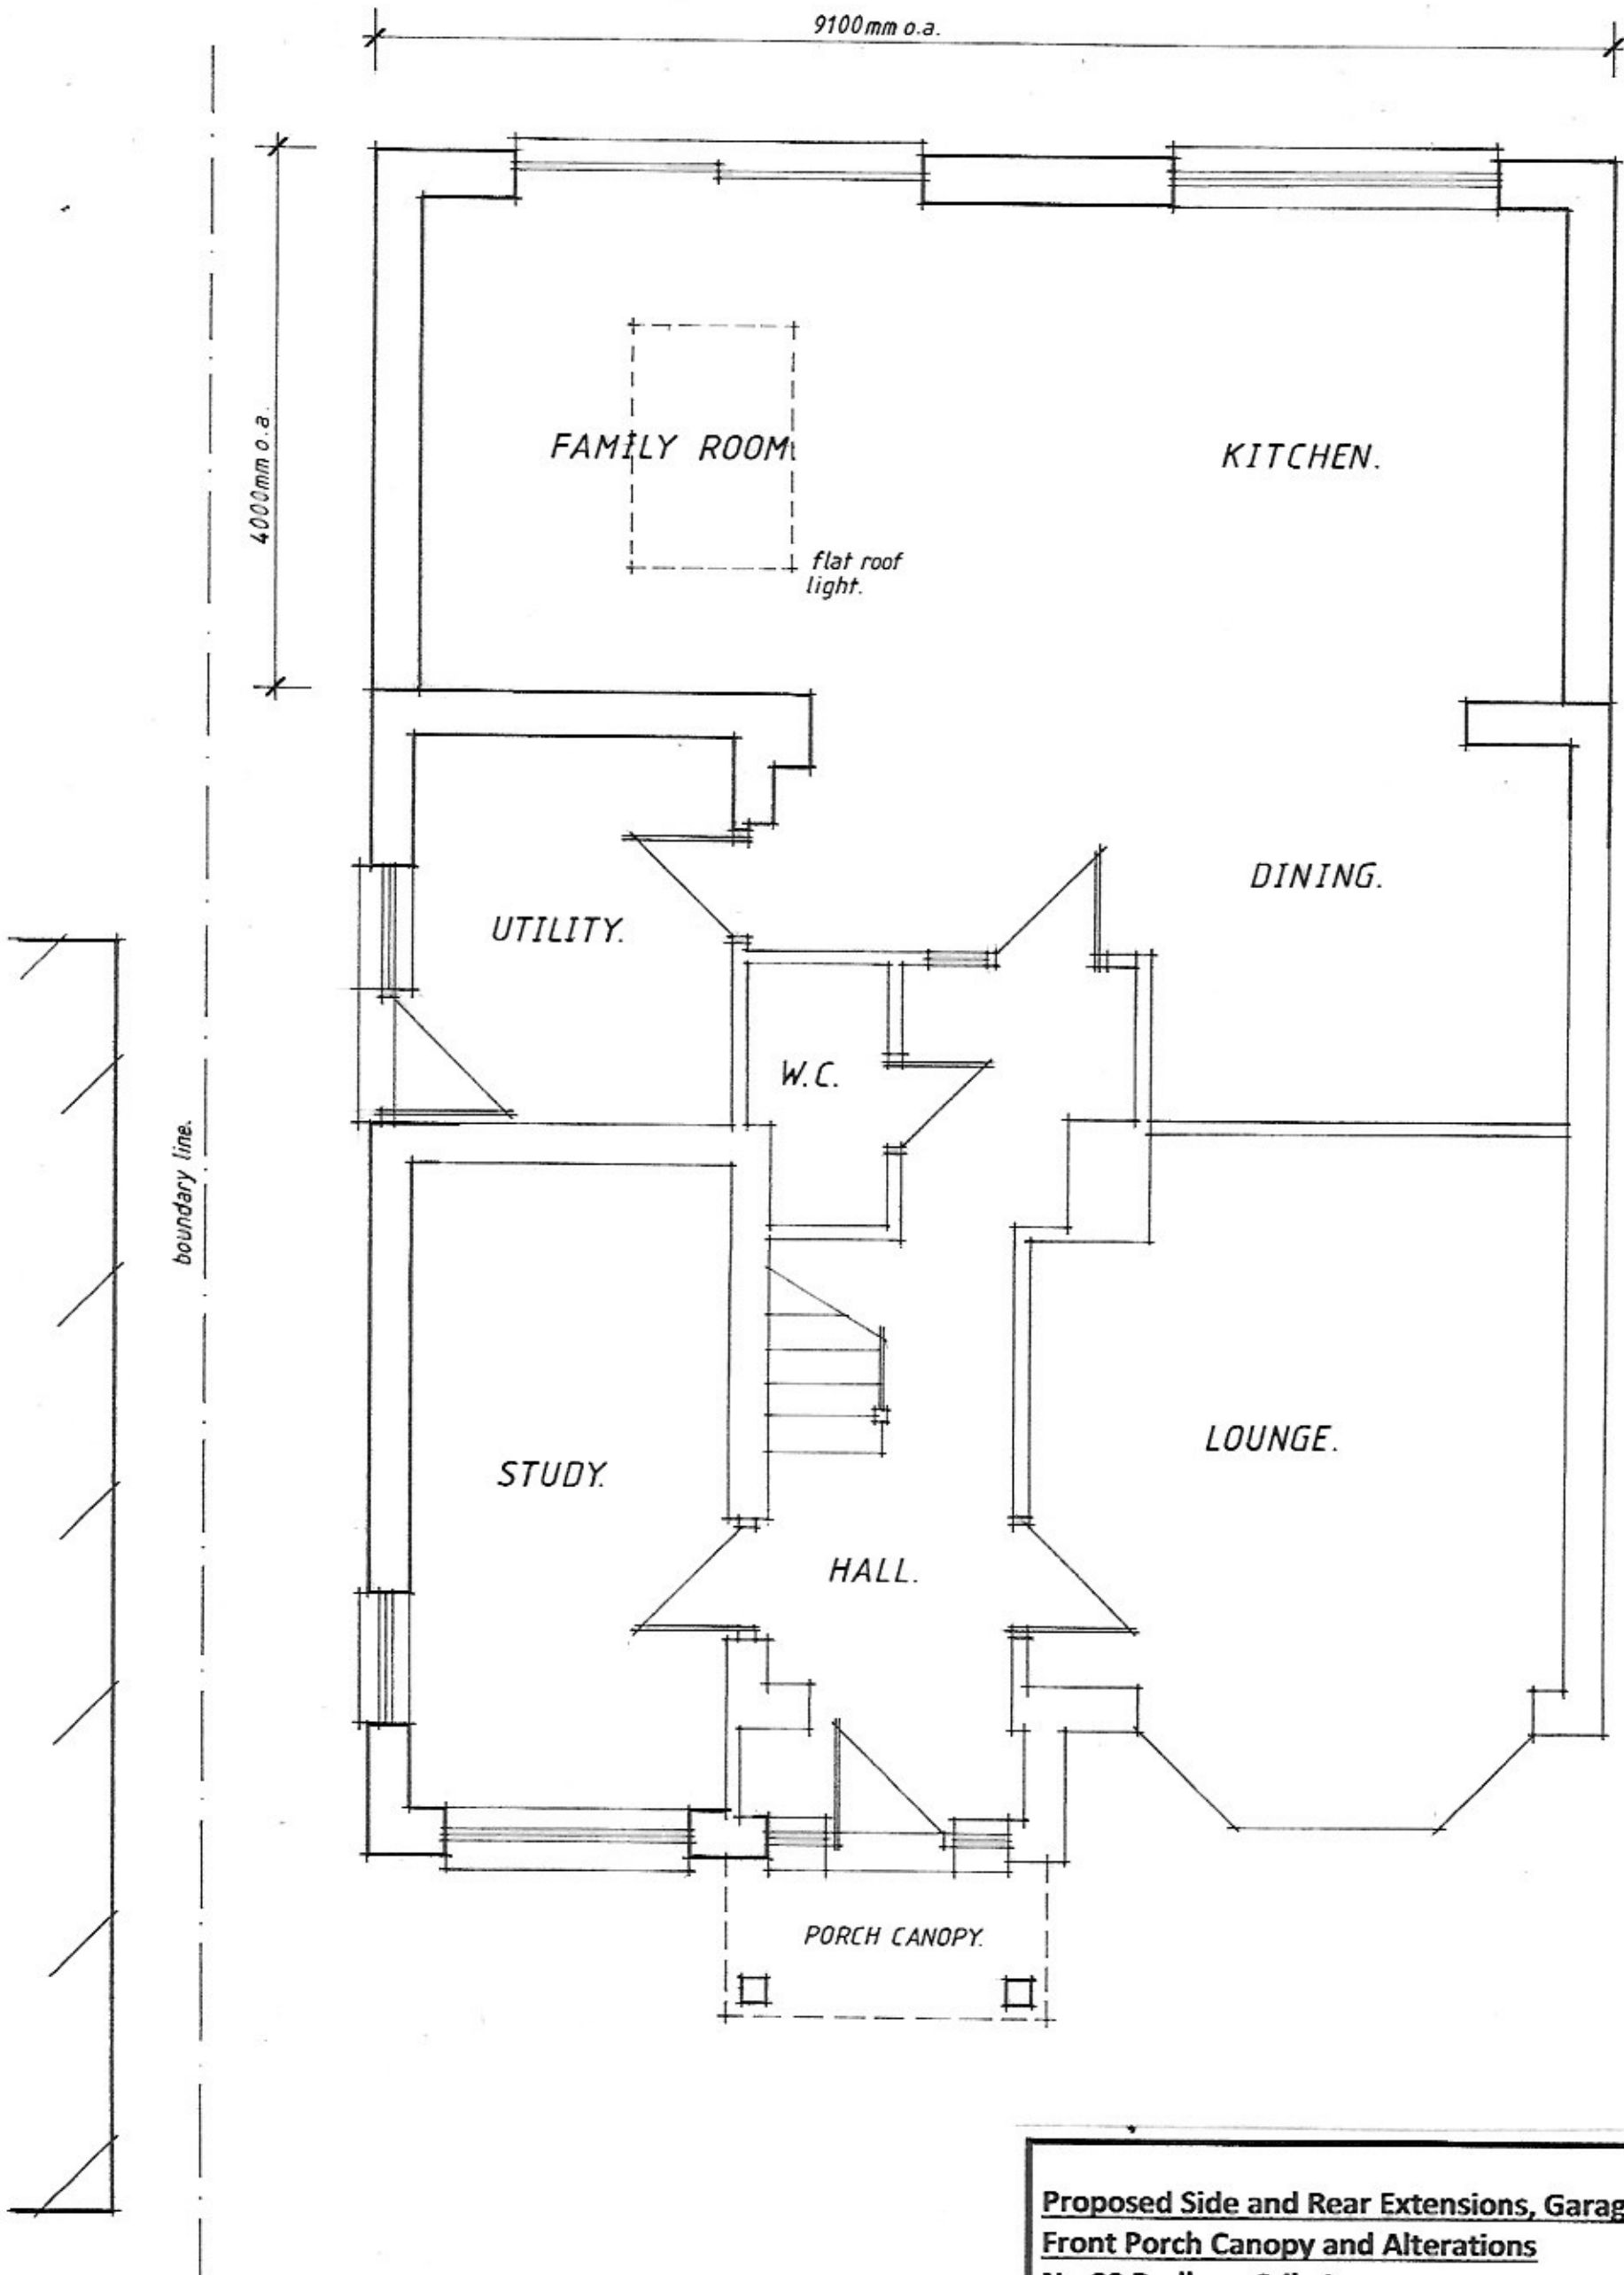 9100mm o.a.
4000mm o.a.
FAMILY ROOM
KITCHEN.
flat roof
light.
UTILITY.
DINING.
W.C.
boundary line.
STUDY.
LOUNGE.
HALL.
PORCH CANOPY.
Proposed Side and Rear Extensions, Garag
Front Porch Canopy and Alterations